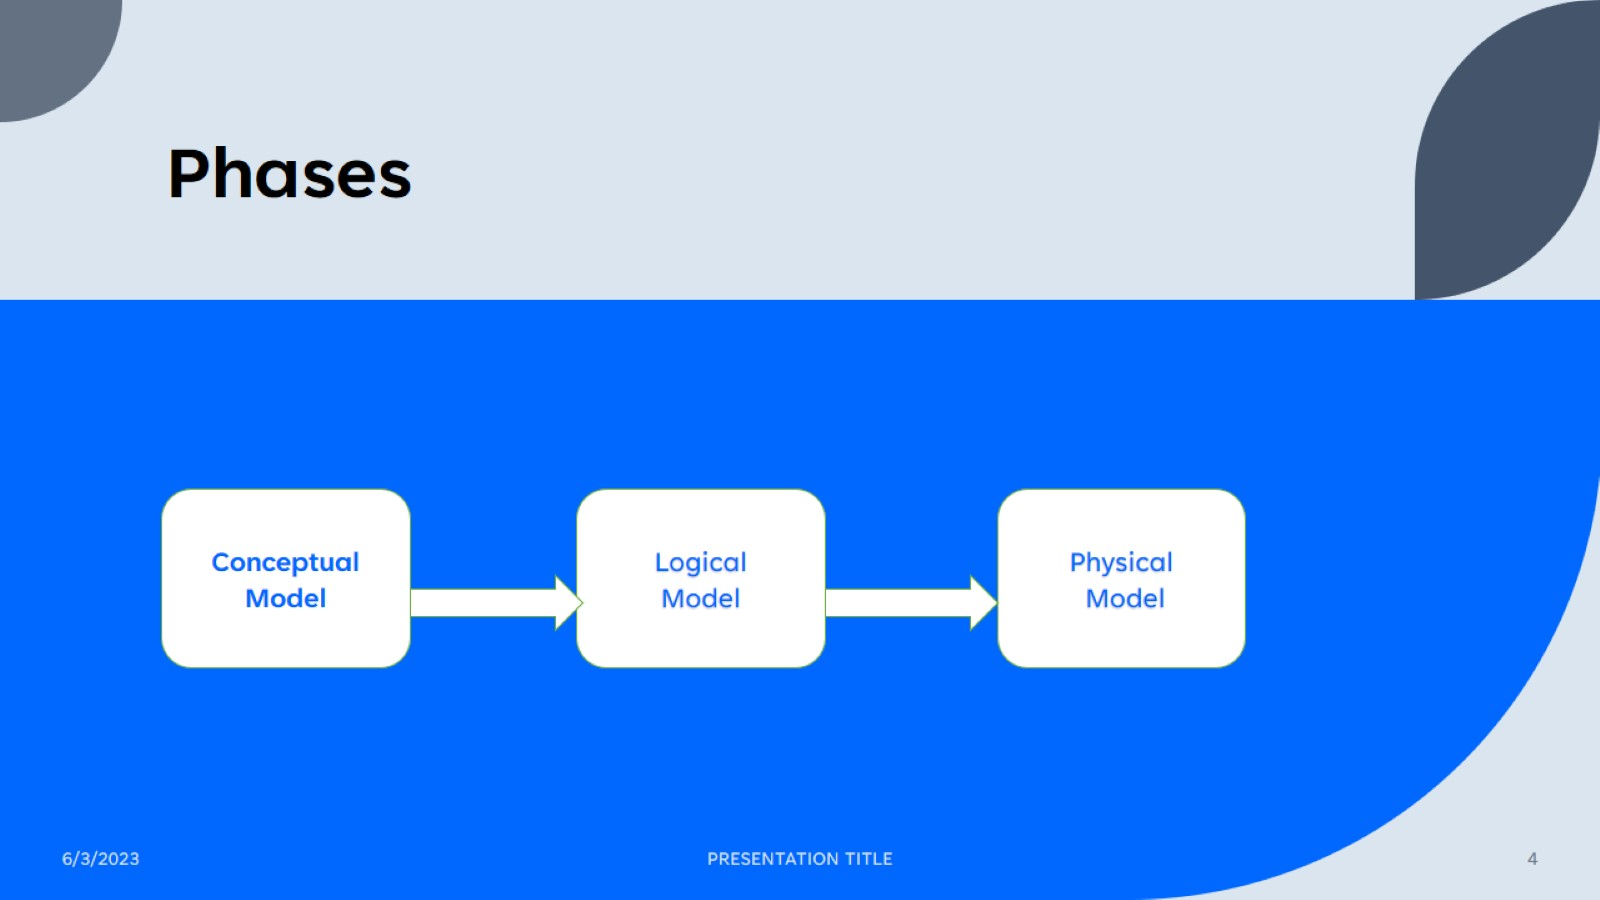 Phases
Conceptual
Model
Logical
Model
Physical
Model
6/3/2023
PRESENTATION TITLE
4